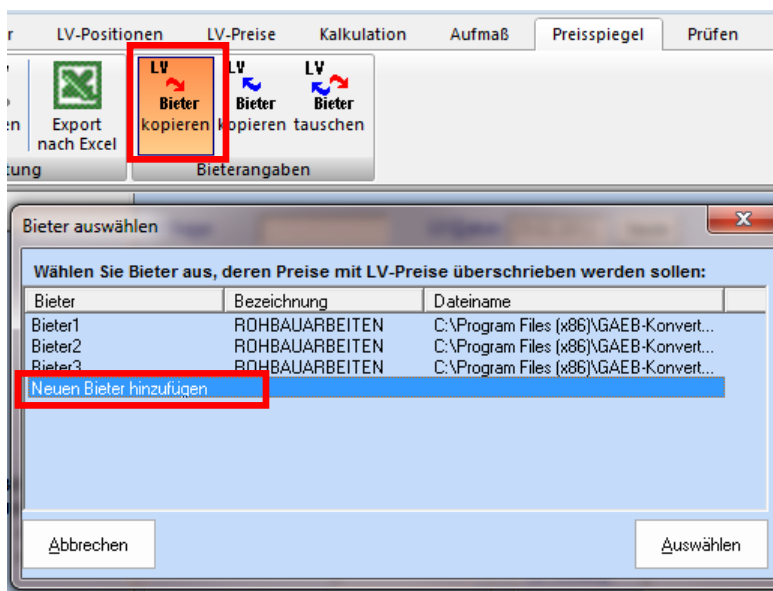 r LV-Positionen LV-Preise Kalkulation Aufmaß Preisspiegel Prüfen
LV LV LV
Bieter Bieter Bieter
en Export kopieren kopieren tauschen
nach Excel
tung Bieterangaben
Bieter auswählen
Wählen Sie Bieter aus, deren Preise mit LV-Preise überschrieben werden sollen:
Bieter Bezeichnung Dateiname
Bieter1 ROHBAUARBEITEN C:\Program Files (x86)\GAEB-Konvert...
Bieter2 ROHBAUARBEITEN C:\Program Files (x86)\GAEB-Konvert...
Bieter3 ROHBAUARBEITEN C:\Program Files (x86)\GAEB-Konvert...
Neuen Bieter hinzufügen
Abbrechen Auswählen